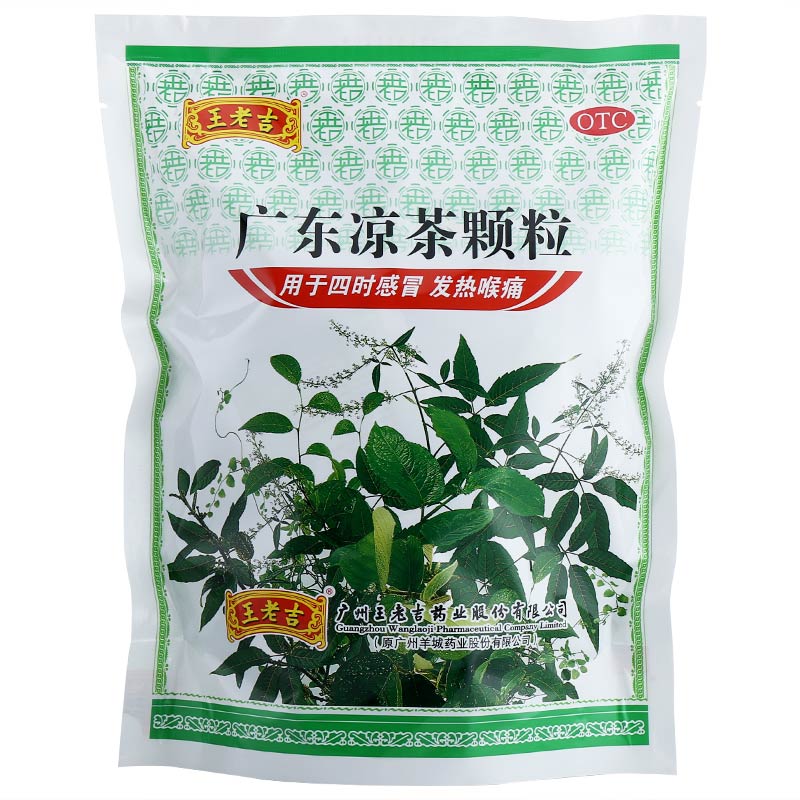 王老吉®
OTC
广东凉茶颗粒
用于四时感冒 发热喉痛
王老吉®
广州王老吉药业股份有限公司
Guangzhou Wanglaoji Pharmaceutical Company Limited
(原广州羊城药业股份有限公司)